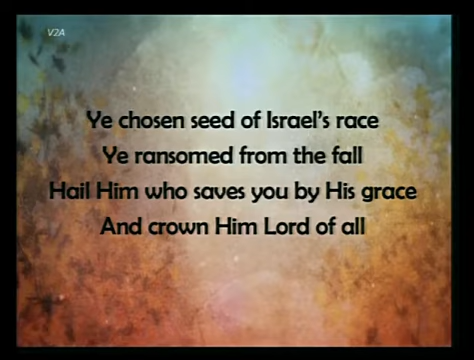 V2A
Ye chosen seed of Israel's race
Ye ransomed from the fall
Hail Him who saves you by His grace
And crown Him Lord of all